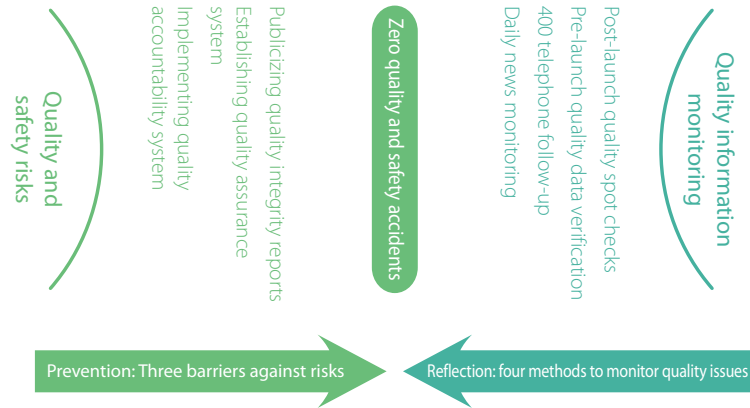 Quality and
safety risks
Publicizing quality integrity reports
Establishing quality assurance
system
Implementing quality
accountability system
Zero quality and safety accidents
Post-launch quality spot checks
Pre-launch quality data verification
400 telephone follow-up
Daily news monitoring
Quality information
monitoring
Prevention: Three barriers against risks
Reflection: four methods to monitor quality issues